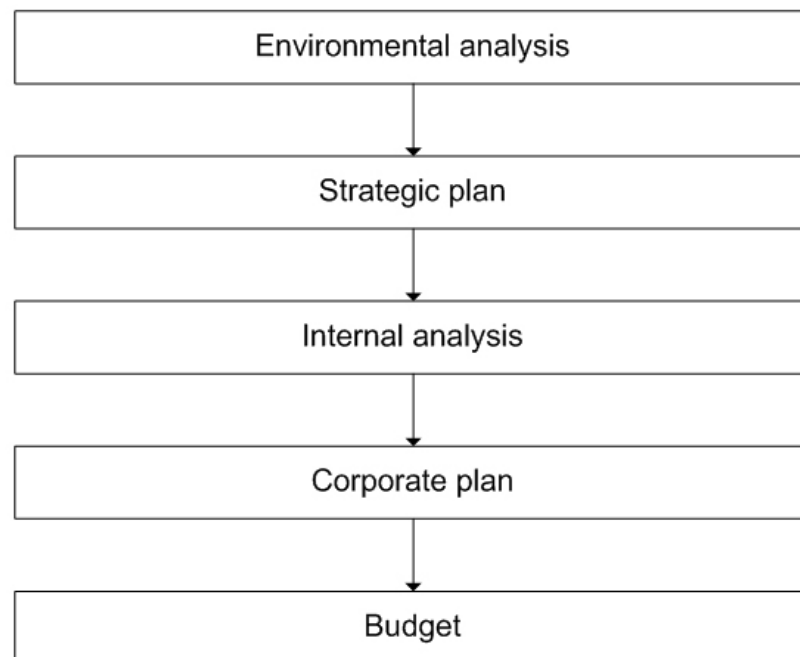 Environmental analysis
Strategic plan
Internal analysis
Corporate plan
Budget